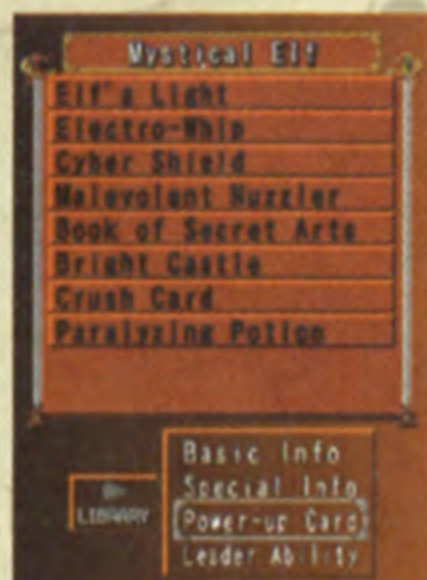 Mystical Elf
Elf's Light
Electro-Whip
Cyber Shield
Malevolent Nuzzler
Book of Secret Arts
Bright Castle
Crush Card
Paralyzing Potion
Basic Info
Special Info
LIBRARY
Power-up Card
Leader Ability